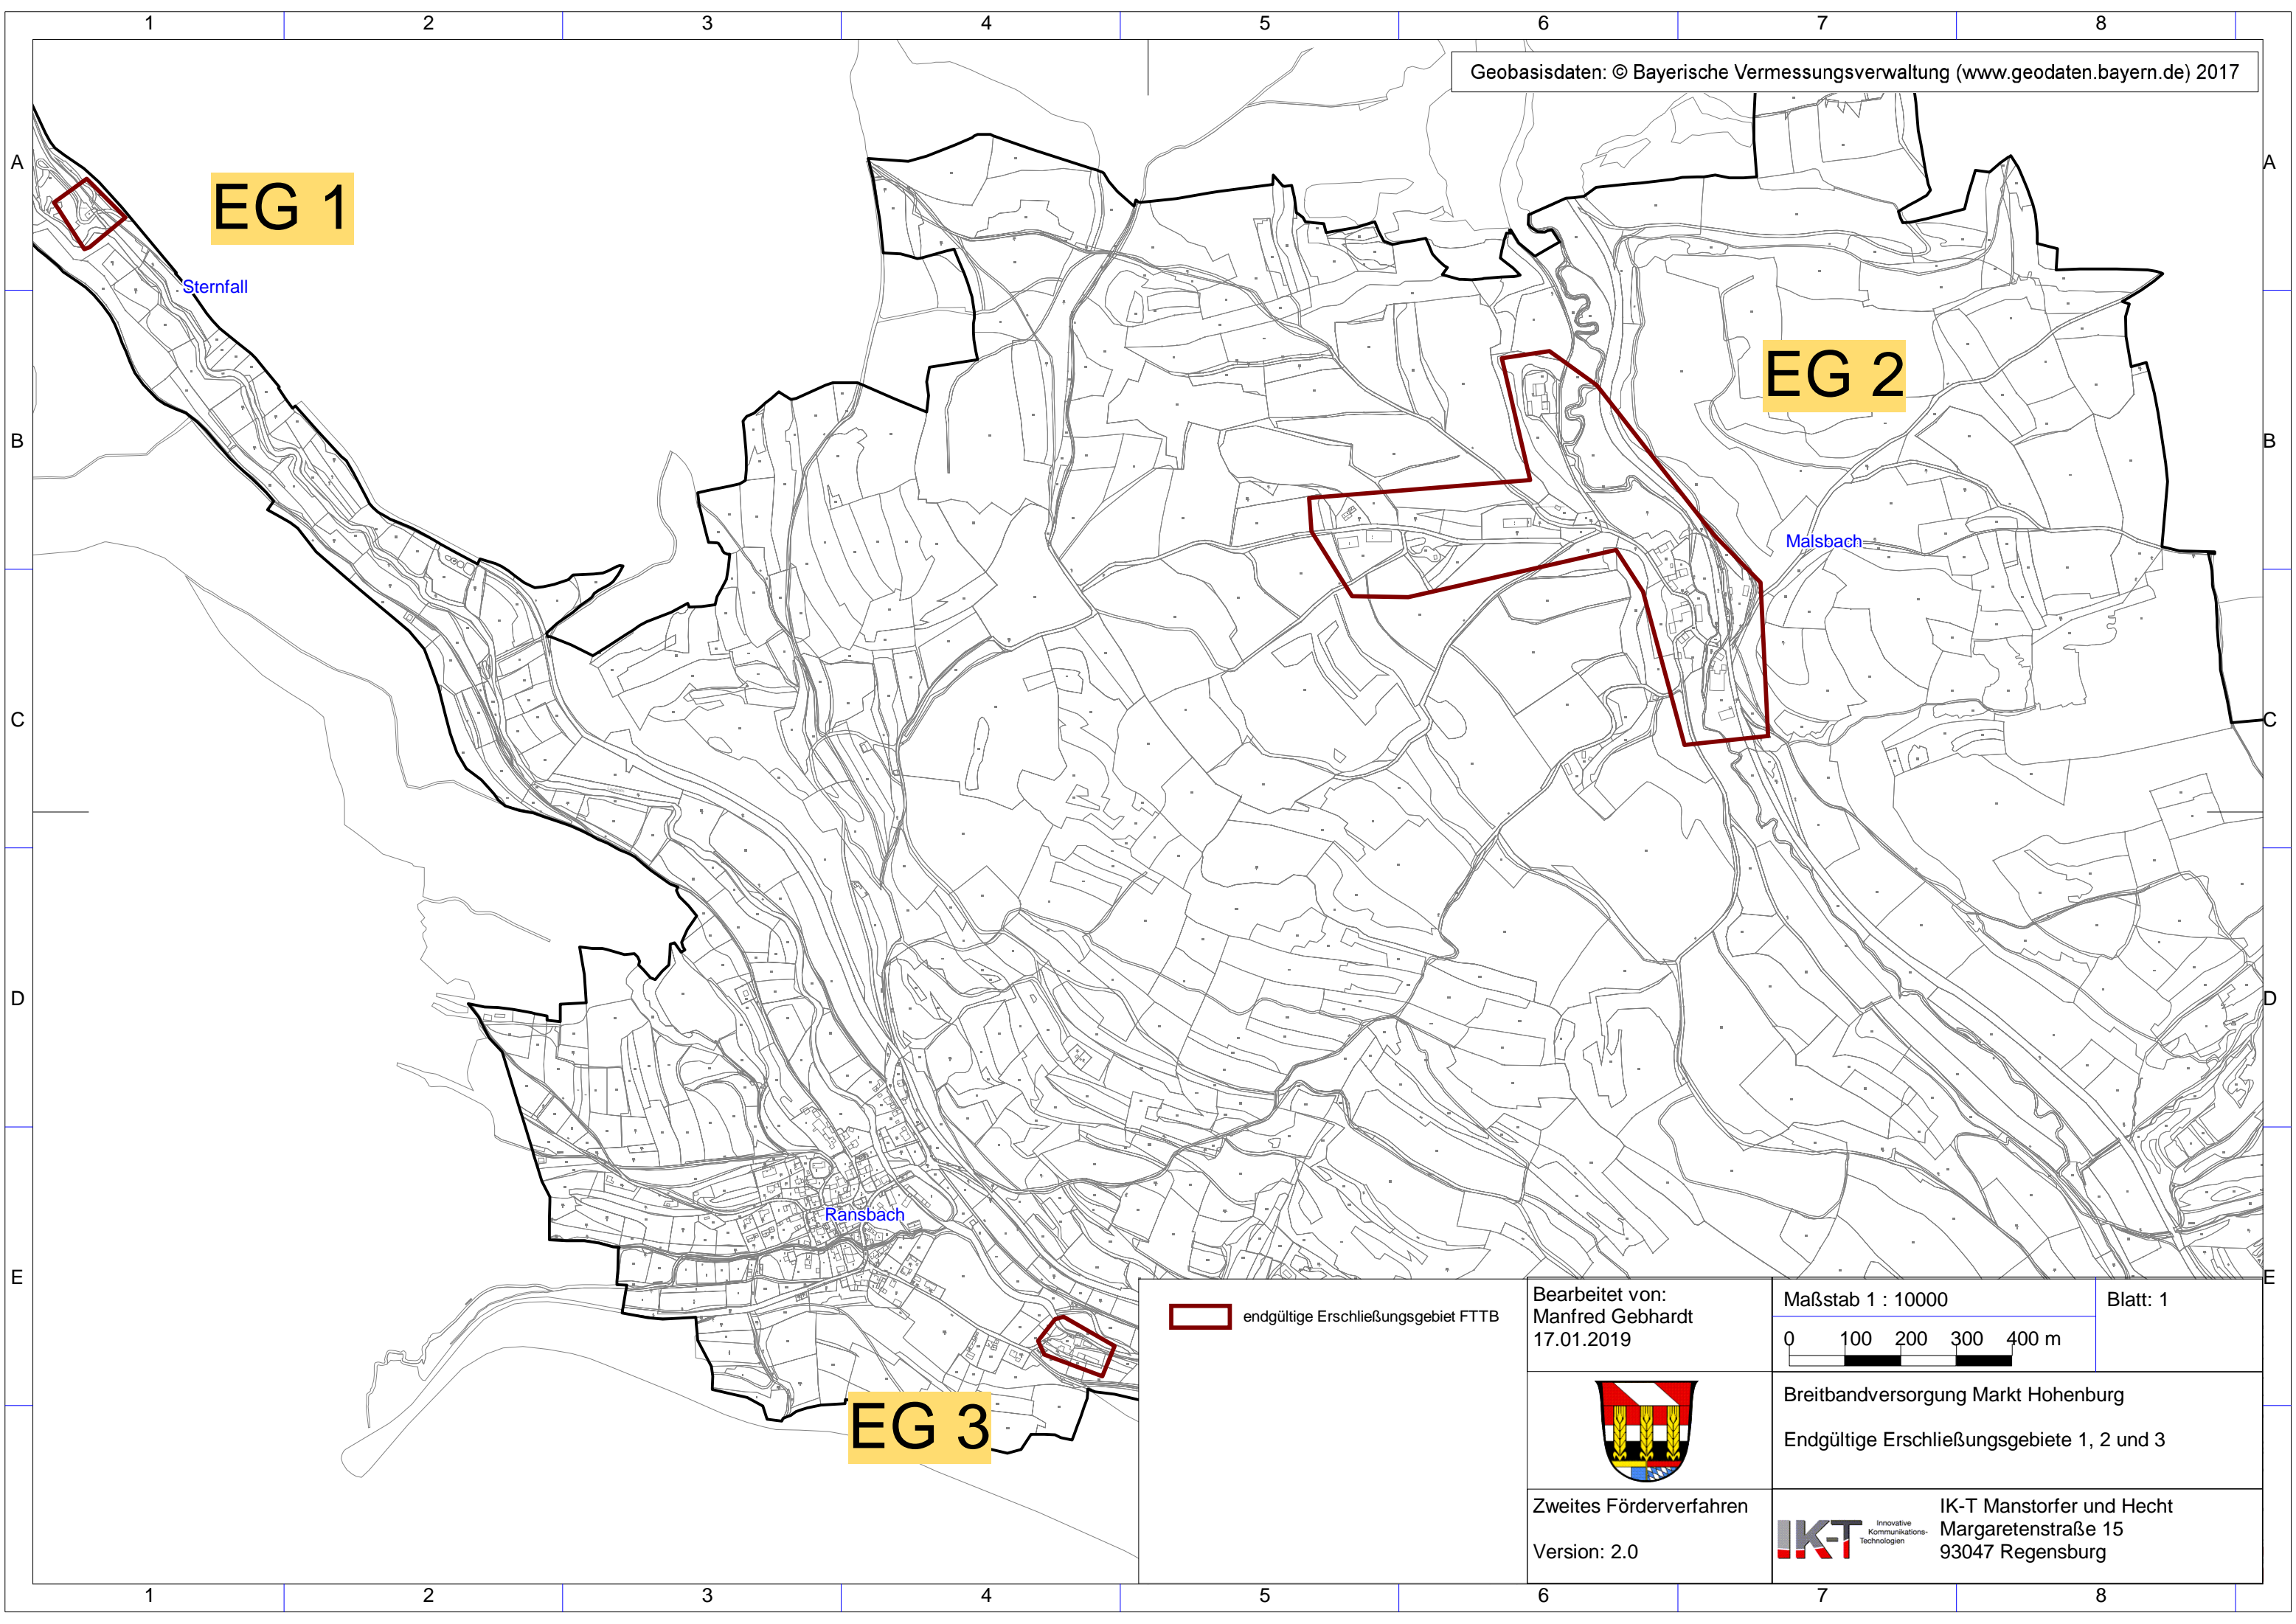 1 2 3 4 5 6 7 8
Geobasisdaten: © Bayerische Vermessungsverwaltung (www.geodaten.bayern.de) 2017
A A
EG 1
Sternfall
EG 2
B B
Malsbach
C C
D D
Ransbach
E E
EG 3
endgültige Erschließungsgebiet FTTB
Bearbeitet von:
Manfred Gebhardt
17.01.2019
Maßstab 1 : 10000
0 100 200 300 400 m
Blatt: 1
Breitbandversorgung Markt Hohenburg
Endgültige Erschließungsgebiete 1, 2 und 3
Zweites Förderverfahren
Version: 2.0
IK-T
Innovative
Kommunikations-
Technologien
IK-T Manstorfer und Hecht
Margaretenstraße 15
93047 Regensburg
1 2 3 4 5 6 7 8